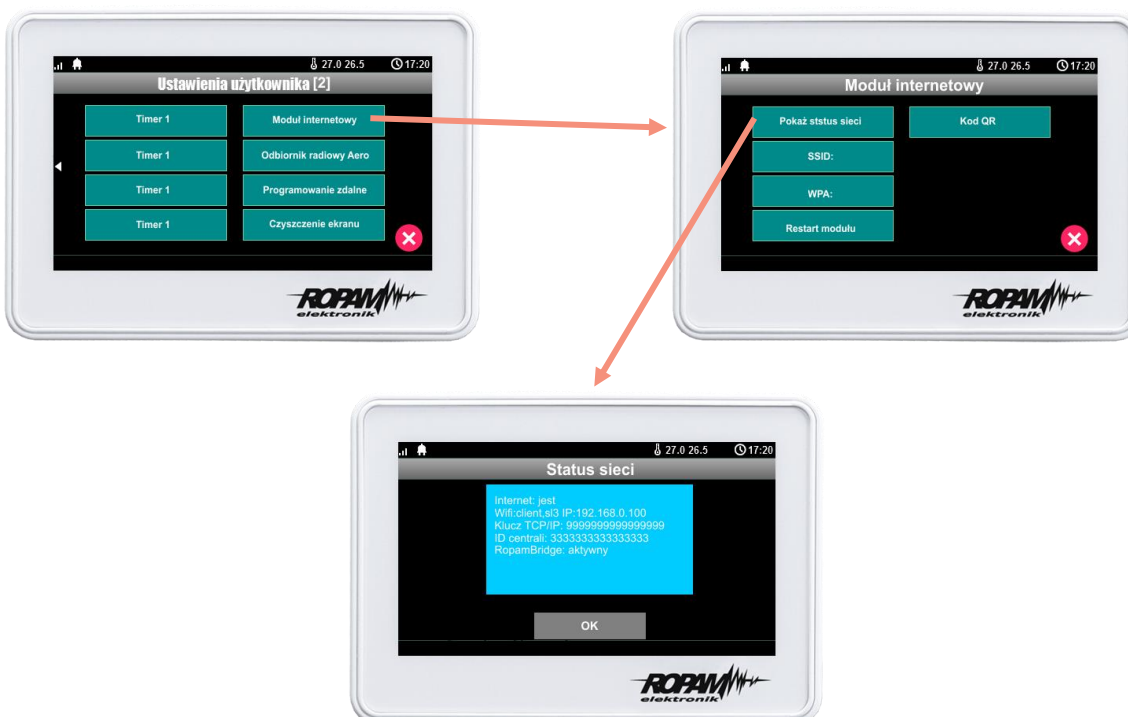 27.0 26.5 17:20
Ustawienia użytkownika [2]
Timer 1 Moduł internetowy
Timer 1 Odbiornik radiowy Aero
Timer 1 Programowanie zdalne
Timer 1 Czyszczenie ekranu
ROPAM
elektronik
27.0 26.5 17:20
Moduł internetowy
Pokaż ststus sieci Kod QR
SSID:
WPA:
Restart modułu
ROPAM
elektronik
27.0 26.5 17:20
Status sieci
Internet: jest
Wifi:client,sl3 IP:192.168.0.100
Klucz TCP/IP: 9999999999999999
ID centrali: 3333333333333333
RopamBridge: aktywny
OK
ROPAM
elektronik